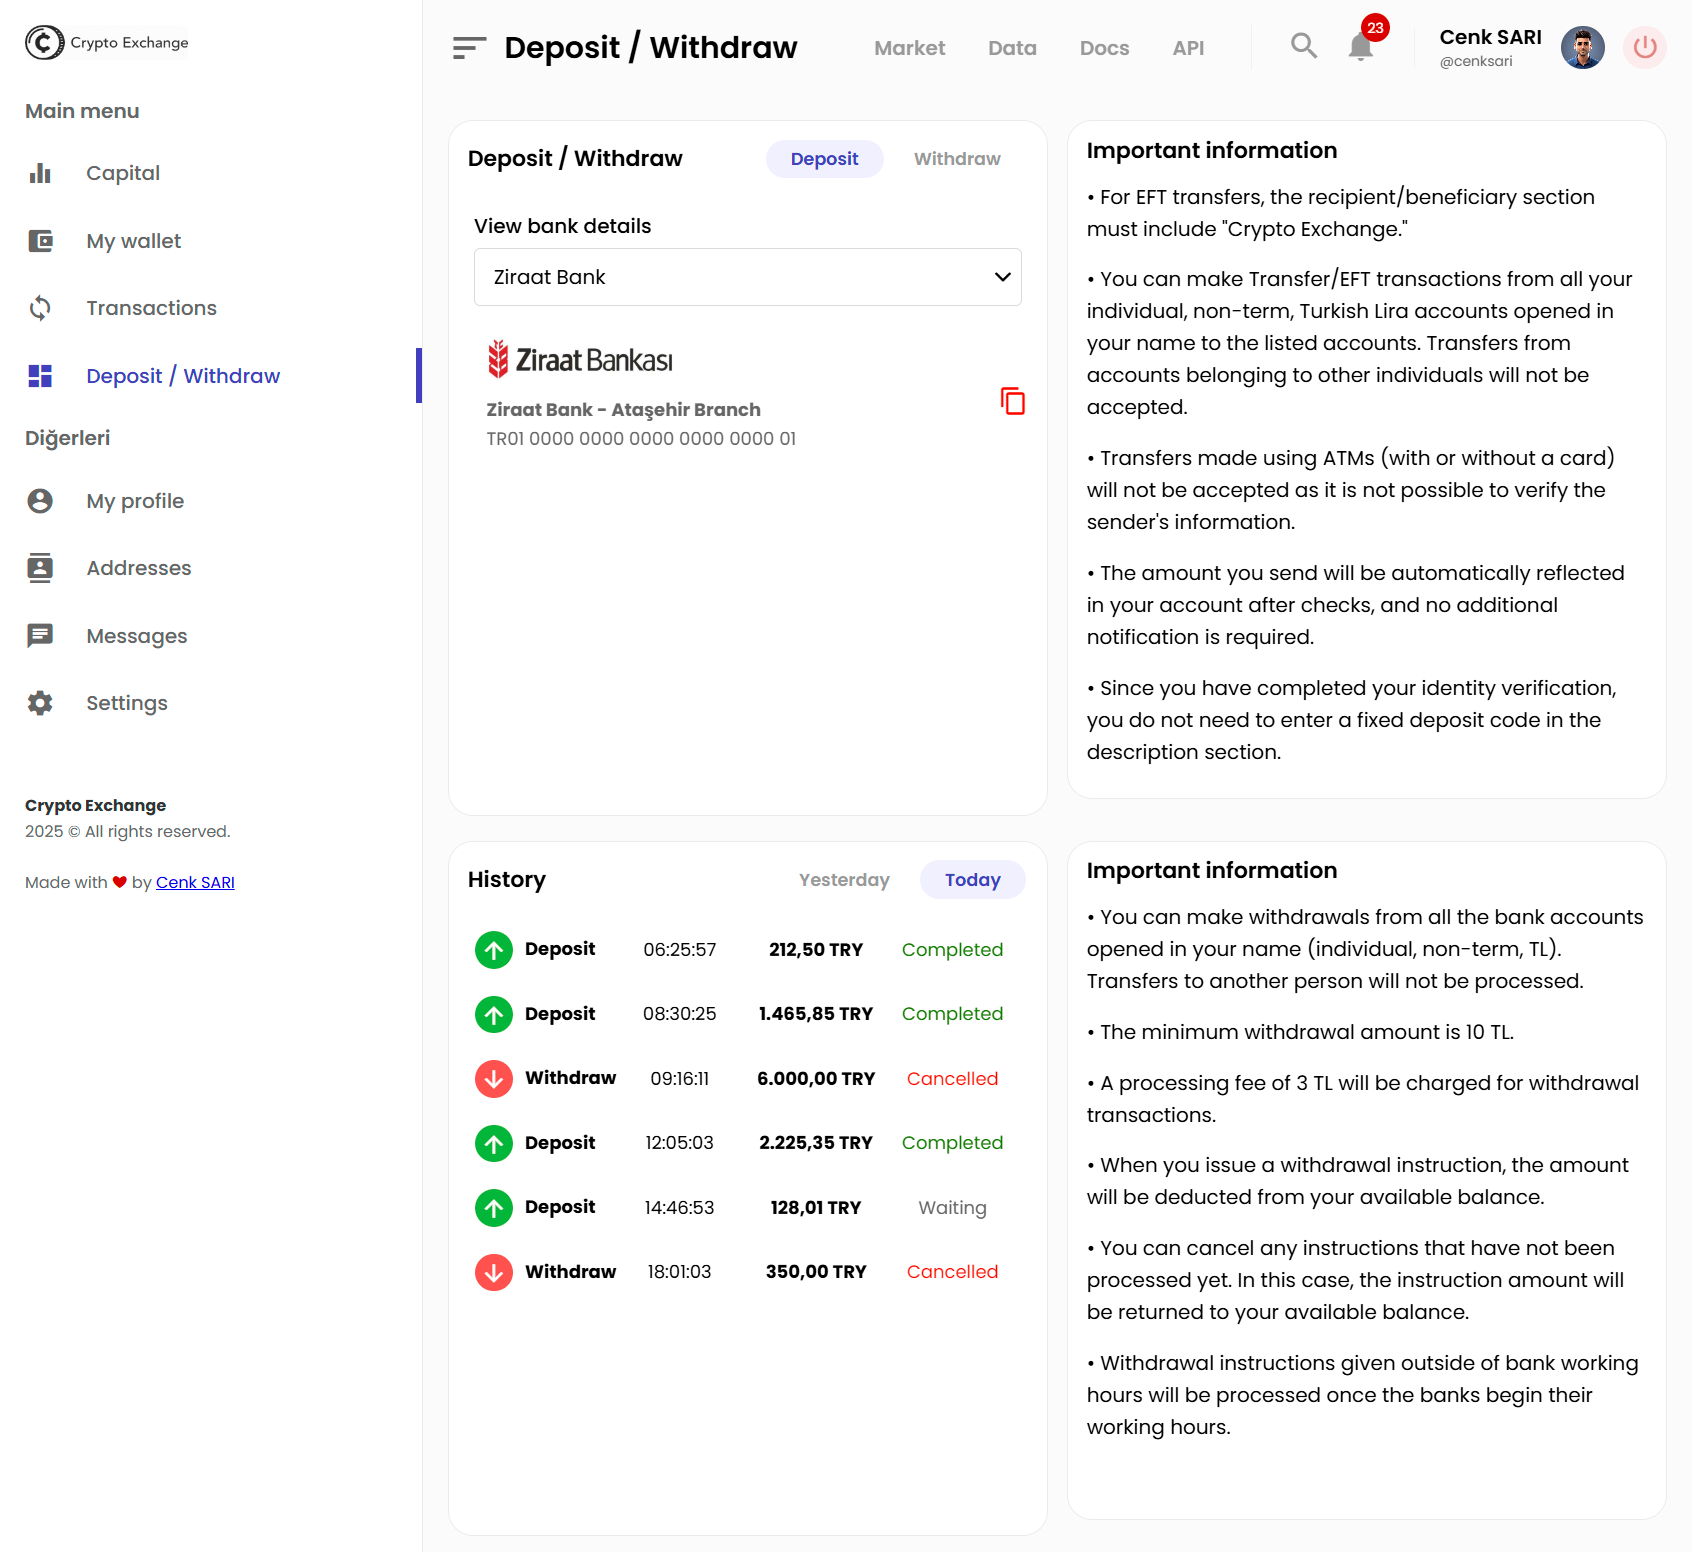 Crypto Exchange
Main menu
Capital
My wallet
Transactions
Deposit / Withdraw
Diğerleri
My profile
Addresses
Messages
Settings
Crypto Exchange
2025 © All rights reserved.
Made with ❤ by Cenk SARI
Deposit / Withdraw
Market
Data
Docs
API
23
Cenk SARI
@cenksari
Deposit / Withdraw
Deposit
Withdraw
View bank details
Ziraat Bank
Ziraat Bankası
Ziraat Bank - Ataşehir Branch
TR01 0000 0000 0000 0000 0000 01
Important information
• For EFT transfers, the recipient/beneficiary section
must include "Crypto Exchange."
• You can make Transfer/EFT transactions from all your
individual, non-term, Turkish Lira accounts opened in
your name to the listed accounts. Transfers from
accounts belonging to other individuals will not be
accepted.
• Transfers made using ATMs (with or without a card)
will not be accepted as it is not possible to verify the
sender's information.
• The amount you send will be automatically reflected
in your account after checks, and no additional
notification is required.
• Since you have completed your identity verification,
you do not need to enter a fixed deposit code in the
description section.
History
Yesterday
Today
Deposit 06:25:57 212,50 TRY Completed
Deposit 08:30:25 1.465,85 TRY Completed
Withdraw 09:16:11 6.000,00 TRY Cancelled
Deposit 12:05:03 2.225,35 TRY Completed
Deposit 14:46:53 128,01 TRY Waiting
Withdraw 18:01:03 350,00 TRY Cancelled
Important information
• You can make withdrawals from all the bank accounts
opened in your name (individual, non-term, TL).
Transfers to another person will not be processed.
• The minimum withdrawal amount is 10 TL.
• A processing fee of 3 TL will be charged for withdrawal
transactions.
• When you issue a withdrawal instruction, the amount
will be deducted from your available balance.
• You can cancel any instructions that have not been
processed yet. In this case, the instruction amount will
be returned to your available balance.
• Withdrawal instructions given outside of bank working
hours will be processed once the banks begin their
working hours.